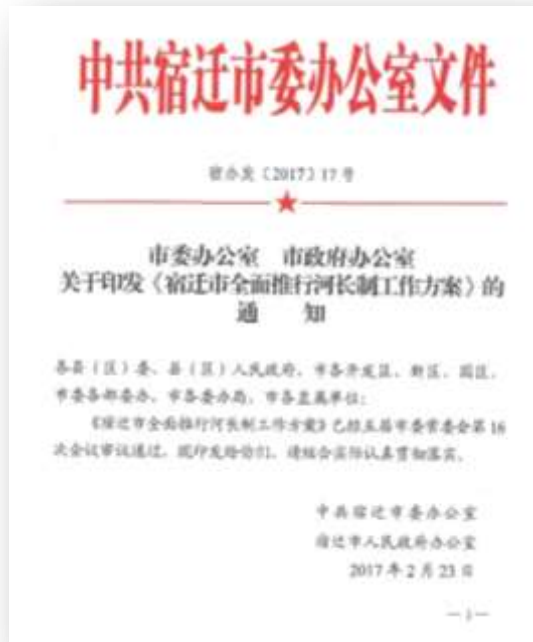 中共宿迁市委办公室文件
宿办发〔2017〕17号
市委办公室 市政府办公室
关于印发《宿迁市全面推行河长制工作方案》的
通 知
各县（区）委、县（区）人民政府，市各开发区、新区、园区，
市委各部委办，市各委办局，市各直属单位：
《宿迁市全面推行河长制工作方案》已经五届市委常委会第16
次会议审议通过，现印发给你们，请结合实际认真贯彻落实。
中共宿迁市委办公室
宿迁市人民政府办公室
2017年2月23日
—1—